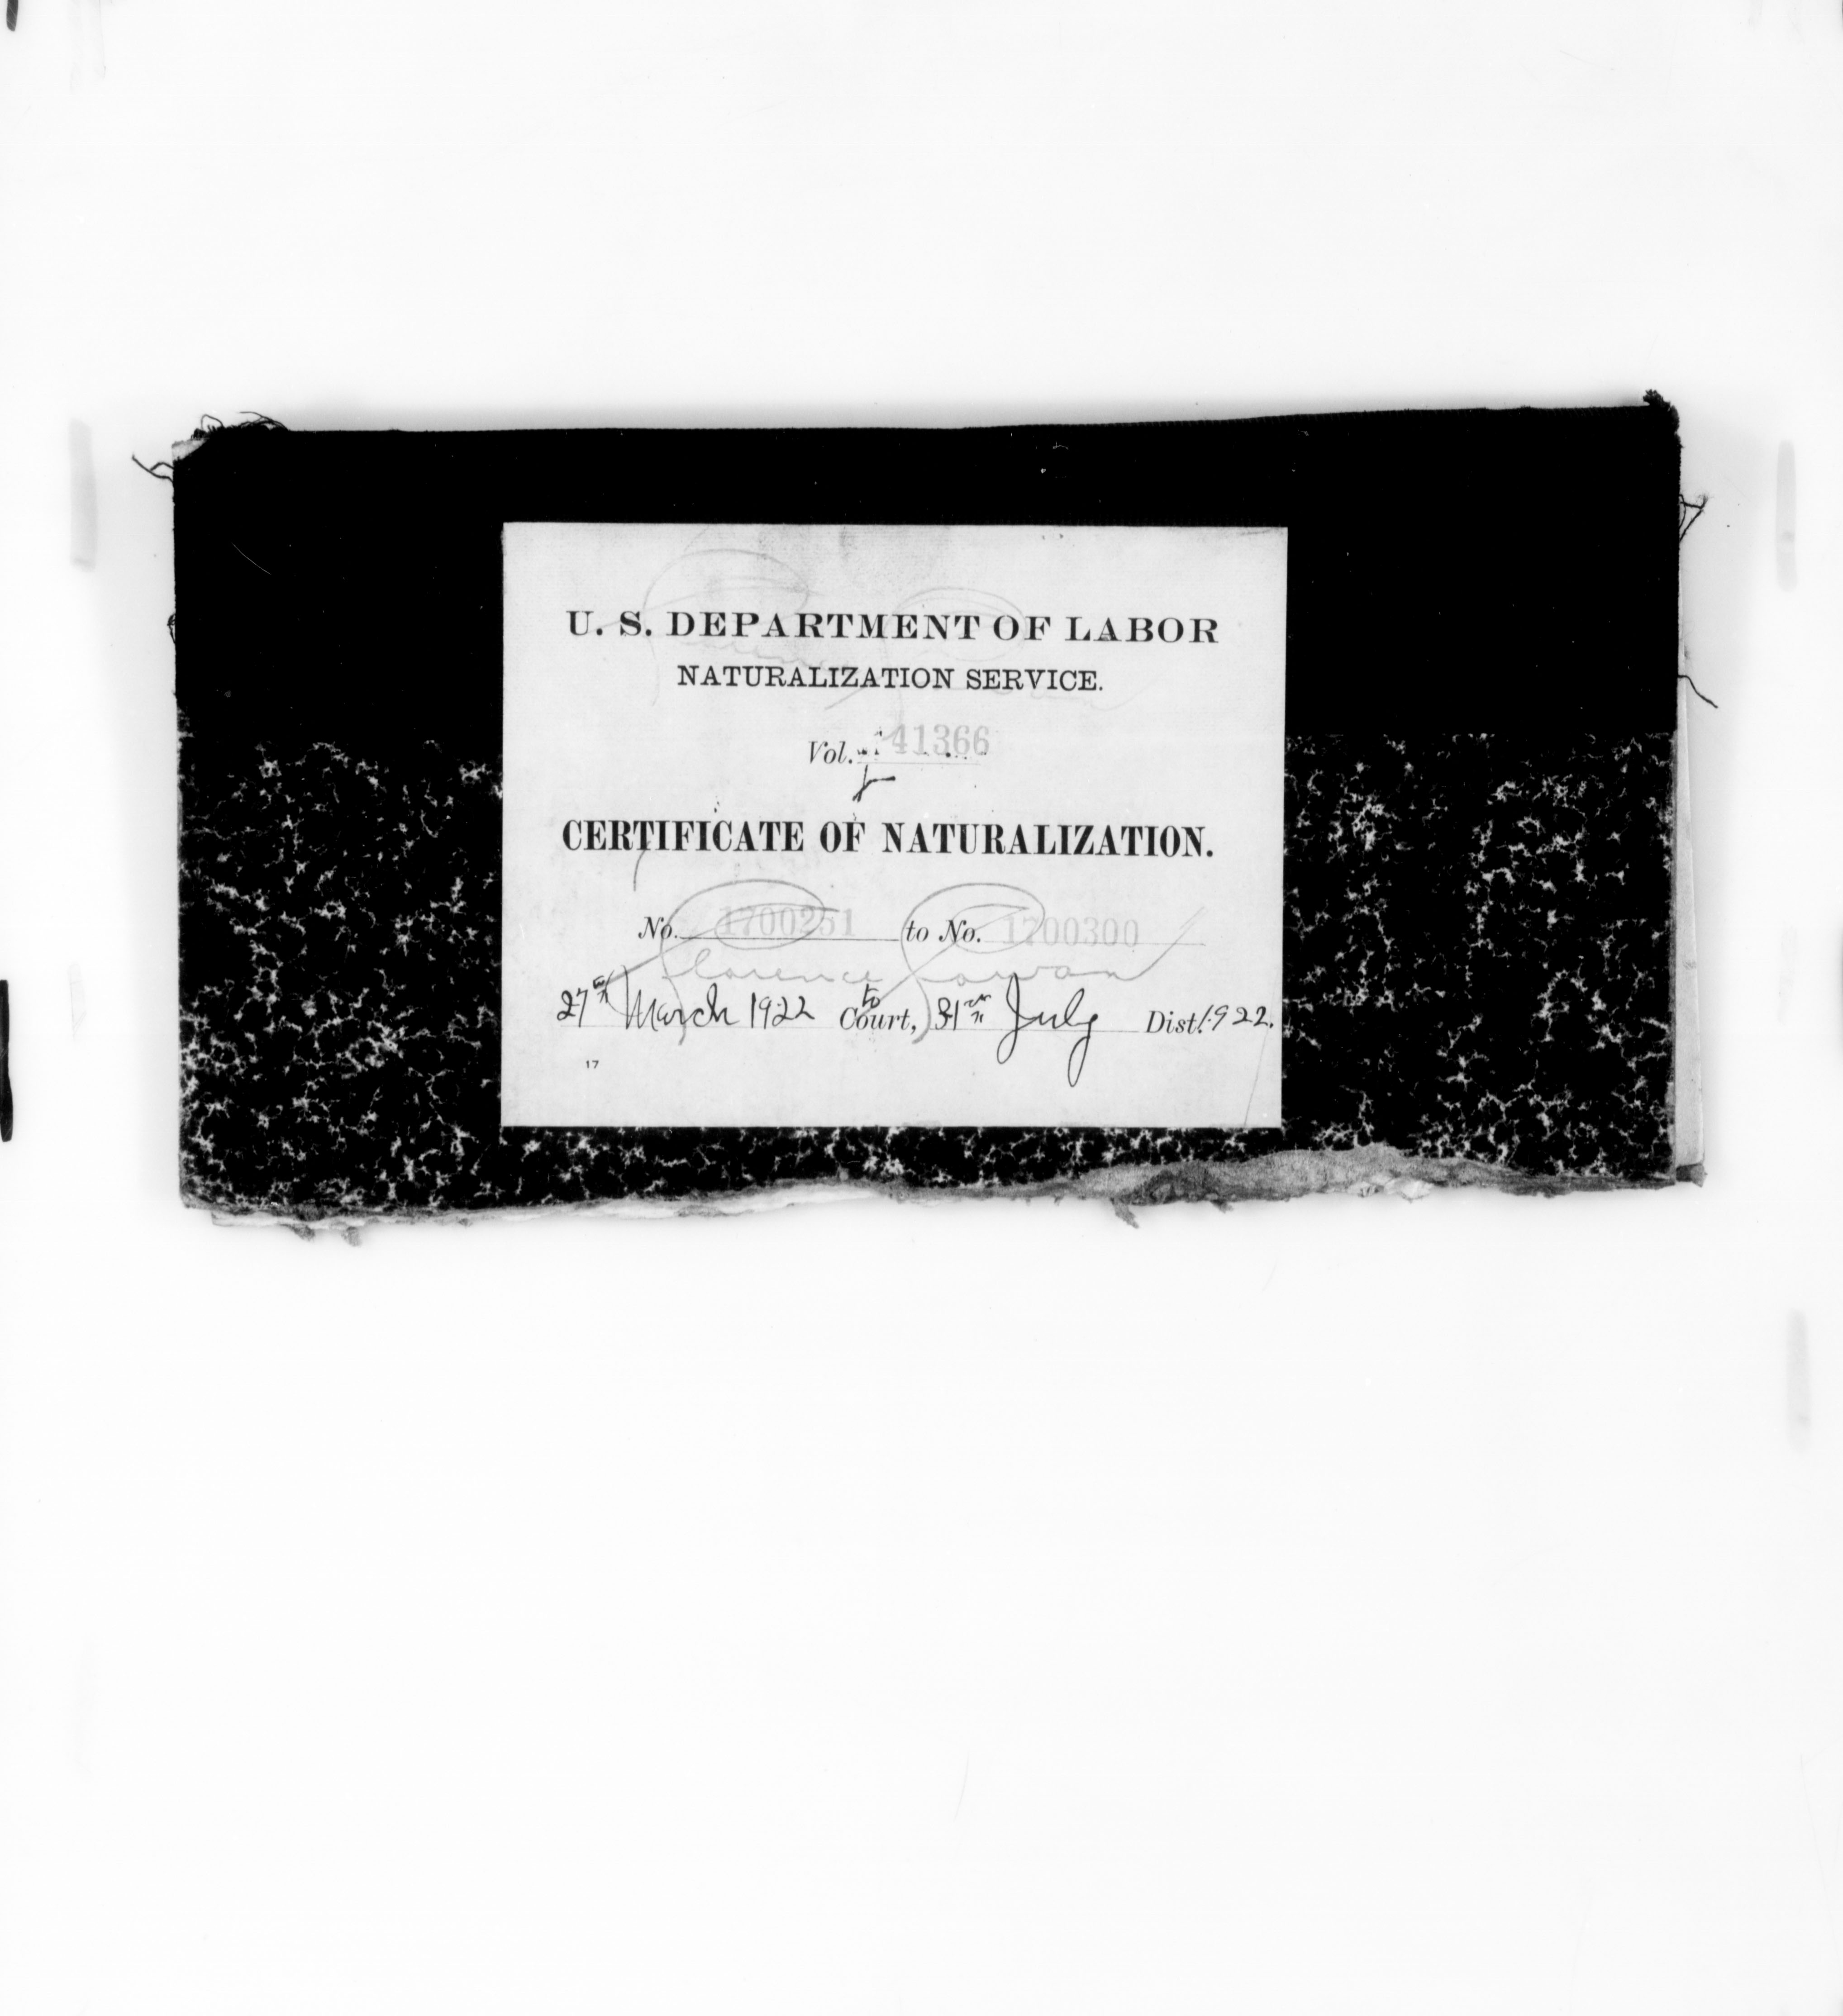 U. S. DEPARTMENT OF LABOR
NATURALIZATION SERVICE.
Vol. 41366
CERTIFICATE OF NATURALIZATION.
No. 1700251 to No. 1700300
Florence
27th March 1922 to Court, 31st July Dist. 1922.
17